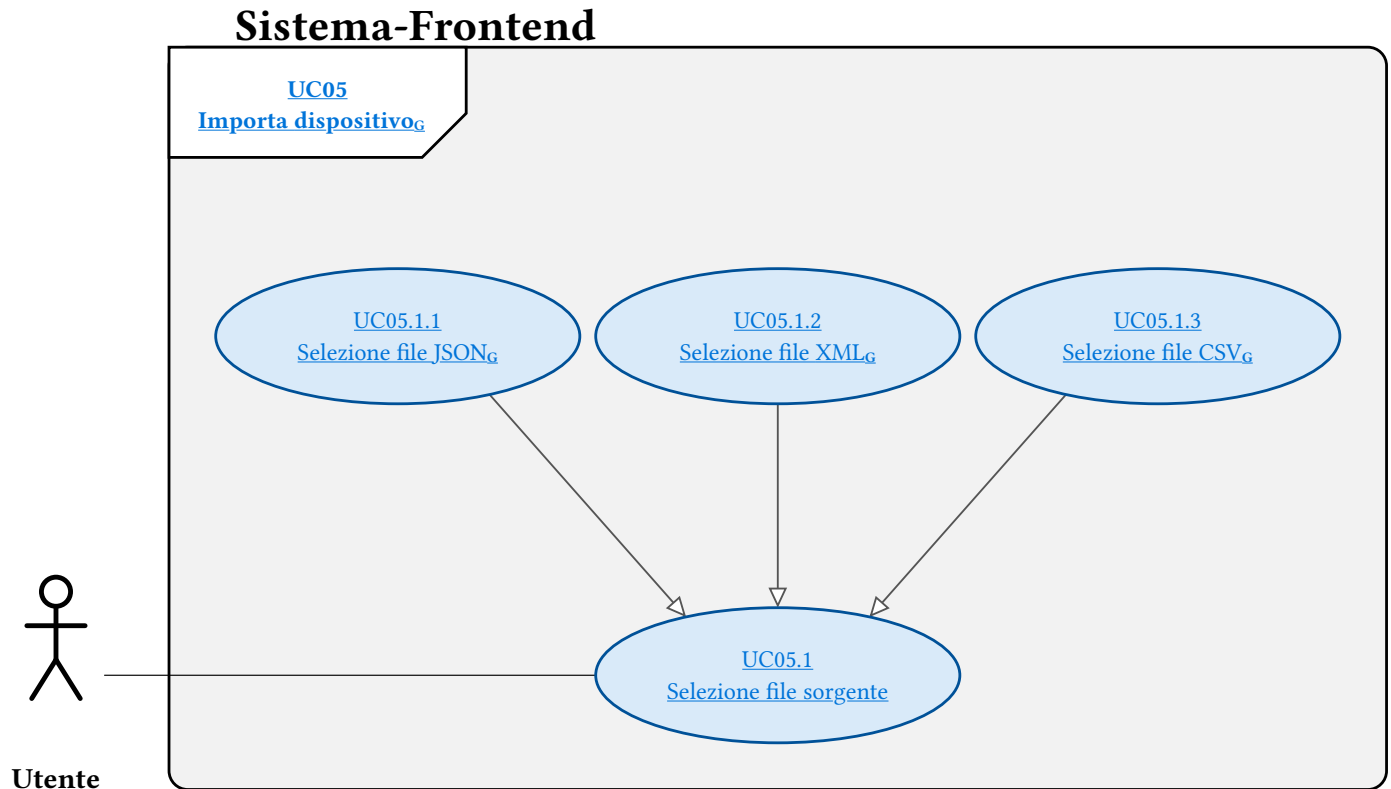 Sistema-Frontend
UC05
Importa dispositivoG
UC05.1.1
Selezione file JSONG
UC05.1.2
Selezione file XMLG
UC05.1.3
Selezione file CSVG
UC05.1
Selezione file sorgente
Utente